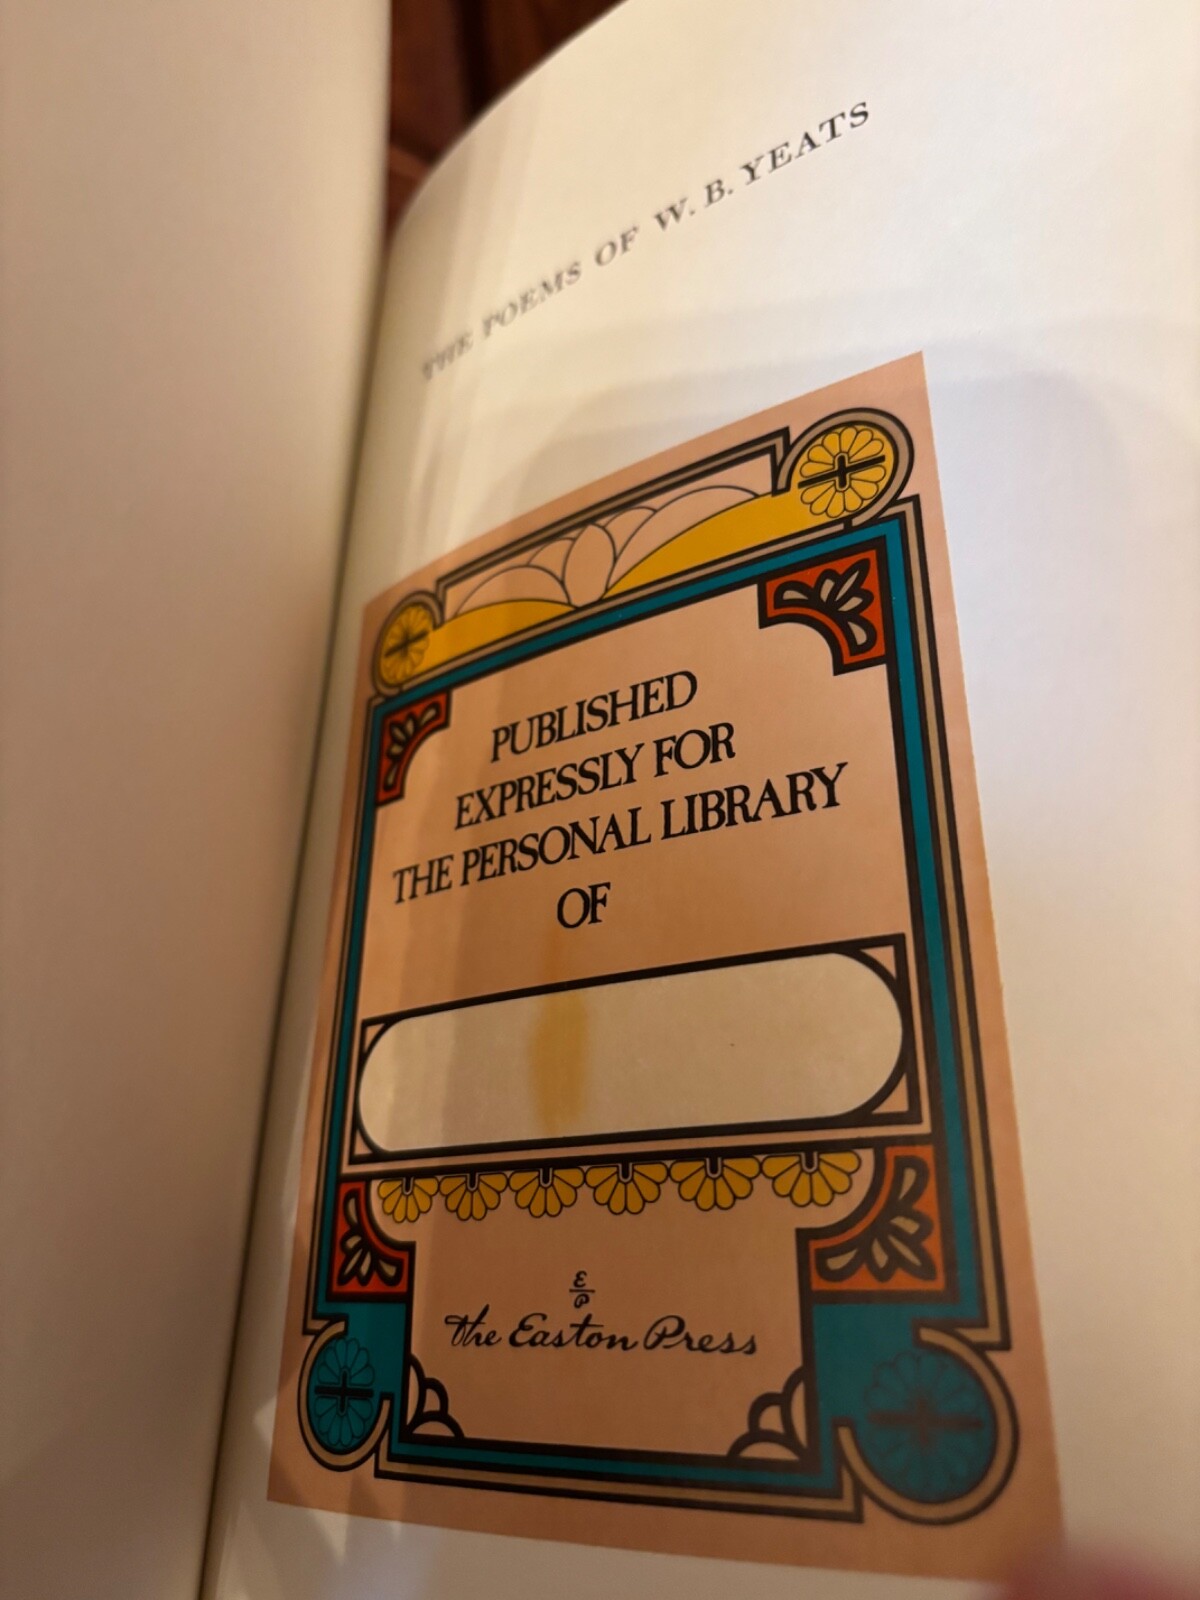 THE POEMS OF W. B. YEATS
PUBLISHED
EXPRESSLY FOR
THE PERSONAL LIBRARY
OF
E
P
The Easton Press